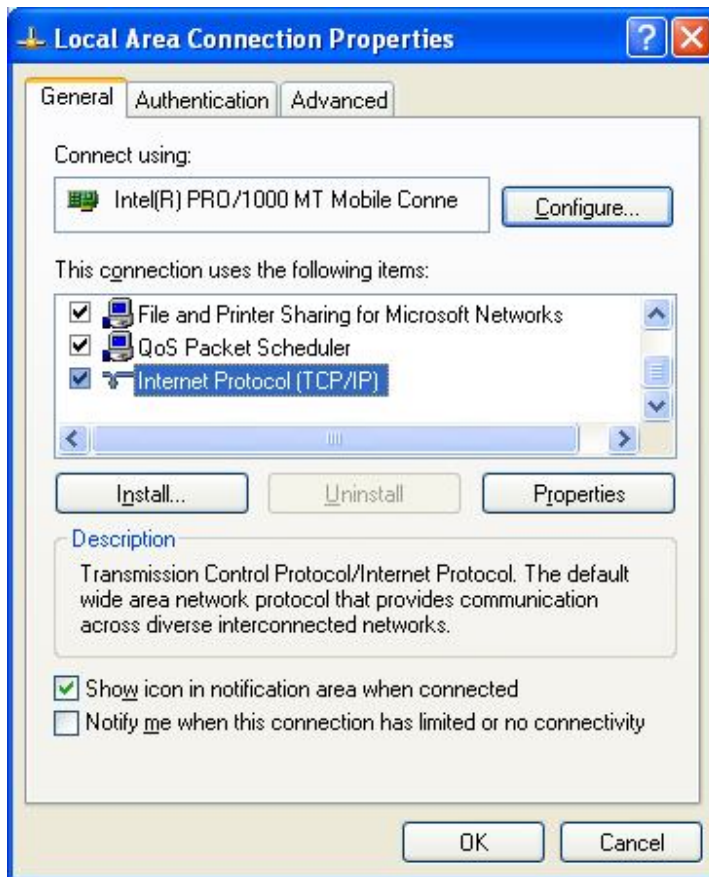 Local Area Connection Properties
General Authentication Advanced
Connect using:
Intel(R) PRO/1000 MT Mobile Conne
Configure...
This connection uses the following items:
File and Printer Sharing for Microsoft Networks
QoS Packet Scheduler
Internet Protocol (TCP/IP)
Install... Uninstall Properties
Description
Transmission Control Protocol/Internet Protocol. The default
wide area network protocol that provides communication
across diverse interconnected networks.
Show icon in notification area when connected
Notify me when this connection has limited or no connectivity
OK Cancel